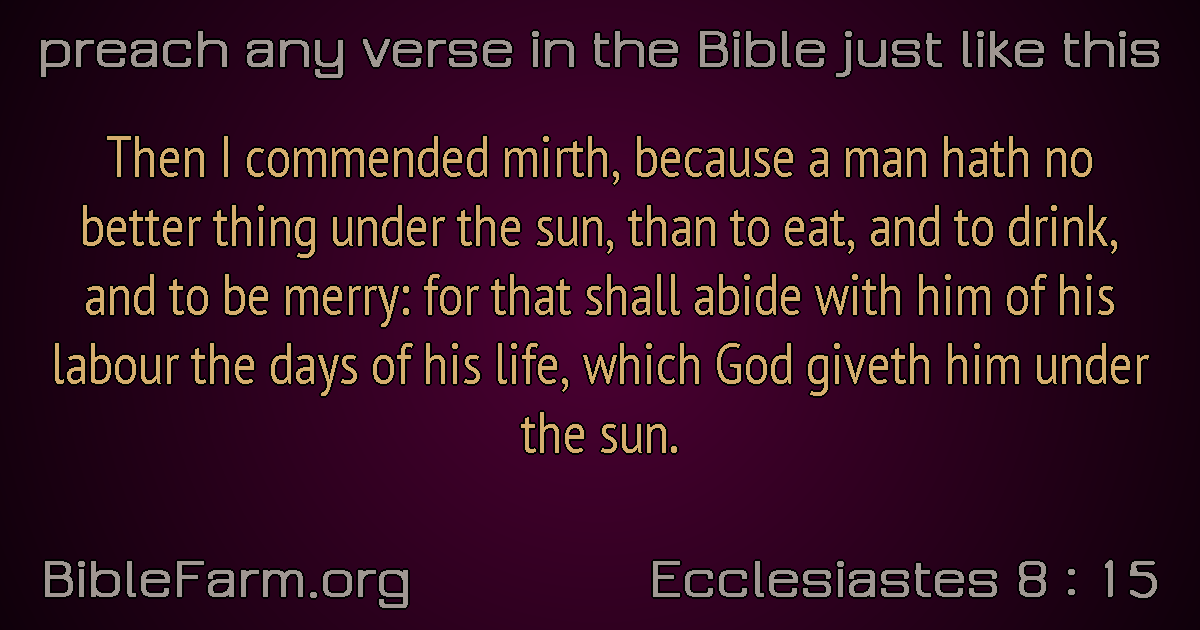 preach any verse in the Bible just like this
Then I commended mirth, because a man hath no
better thing under the sun, than to eat, and to drink,
and to be merry: for that shall abide with him of his
labour the days of his life, which God giveth him under
the sun.
BibleFarm.org
Ecclesiastes 8 : 15